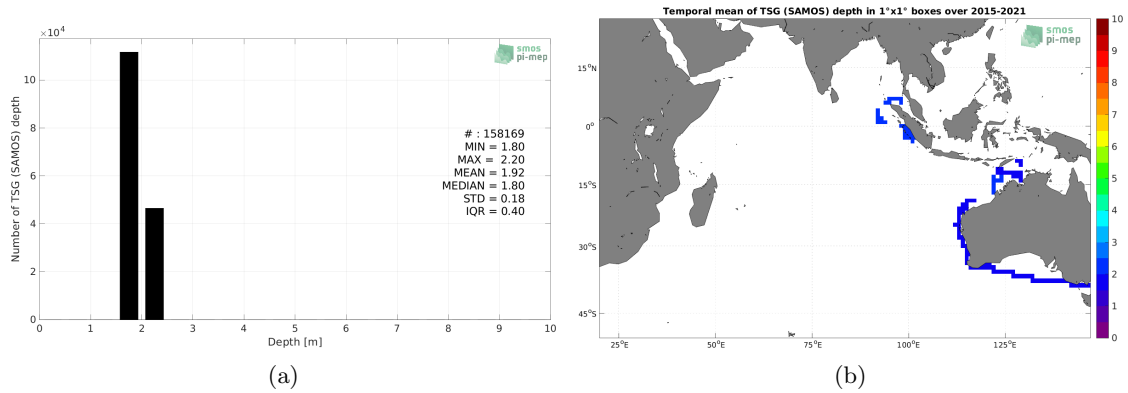 ×10⁴
10
8
6
4
2
0
Number of TSG (SAMOS) depth
smos
pi-mep
# : 158169
MIN = 1.80
MAX = 2.20
MEAN = 1.92
MEDIAN = 1.80
STD = 0.18
IQR = 0.40
0 1 2 3 4 5 6 7 8 9 10
Depth [m]
(a)
Temporal mean of TSG (SAMOS) depth in 1°x1° boxes over 2015-2021
smos
pi-mep
15°N
0°
15°S
30°S
45°S
25°E 50°E 75°E 100°E 125°E
10
9
8
7
6
5
4
3
2
1
0
(b)